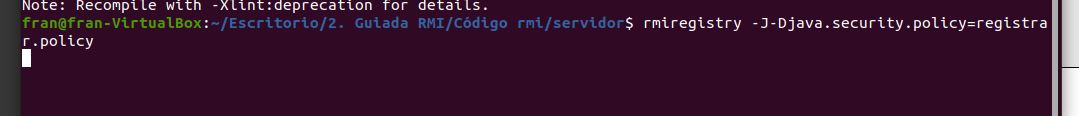 Note: Recompile with -Xlint:deprecation for details.
fran@fran-VirtualBox:~/Escritorio/2. Guiada RMI/Código rmi/servidor$ rmiregistry -J-Djava.security.policy=registra
r.policy